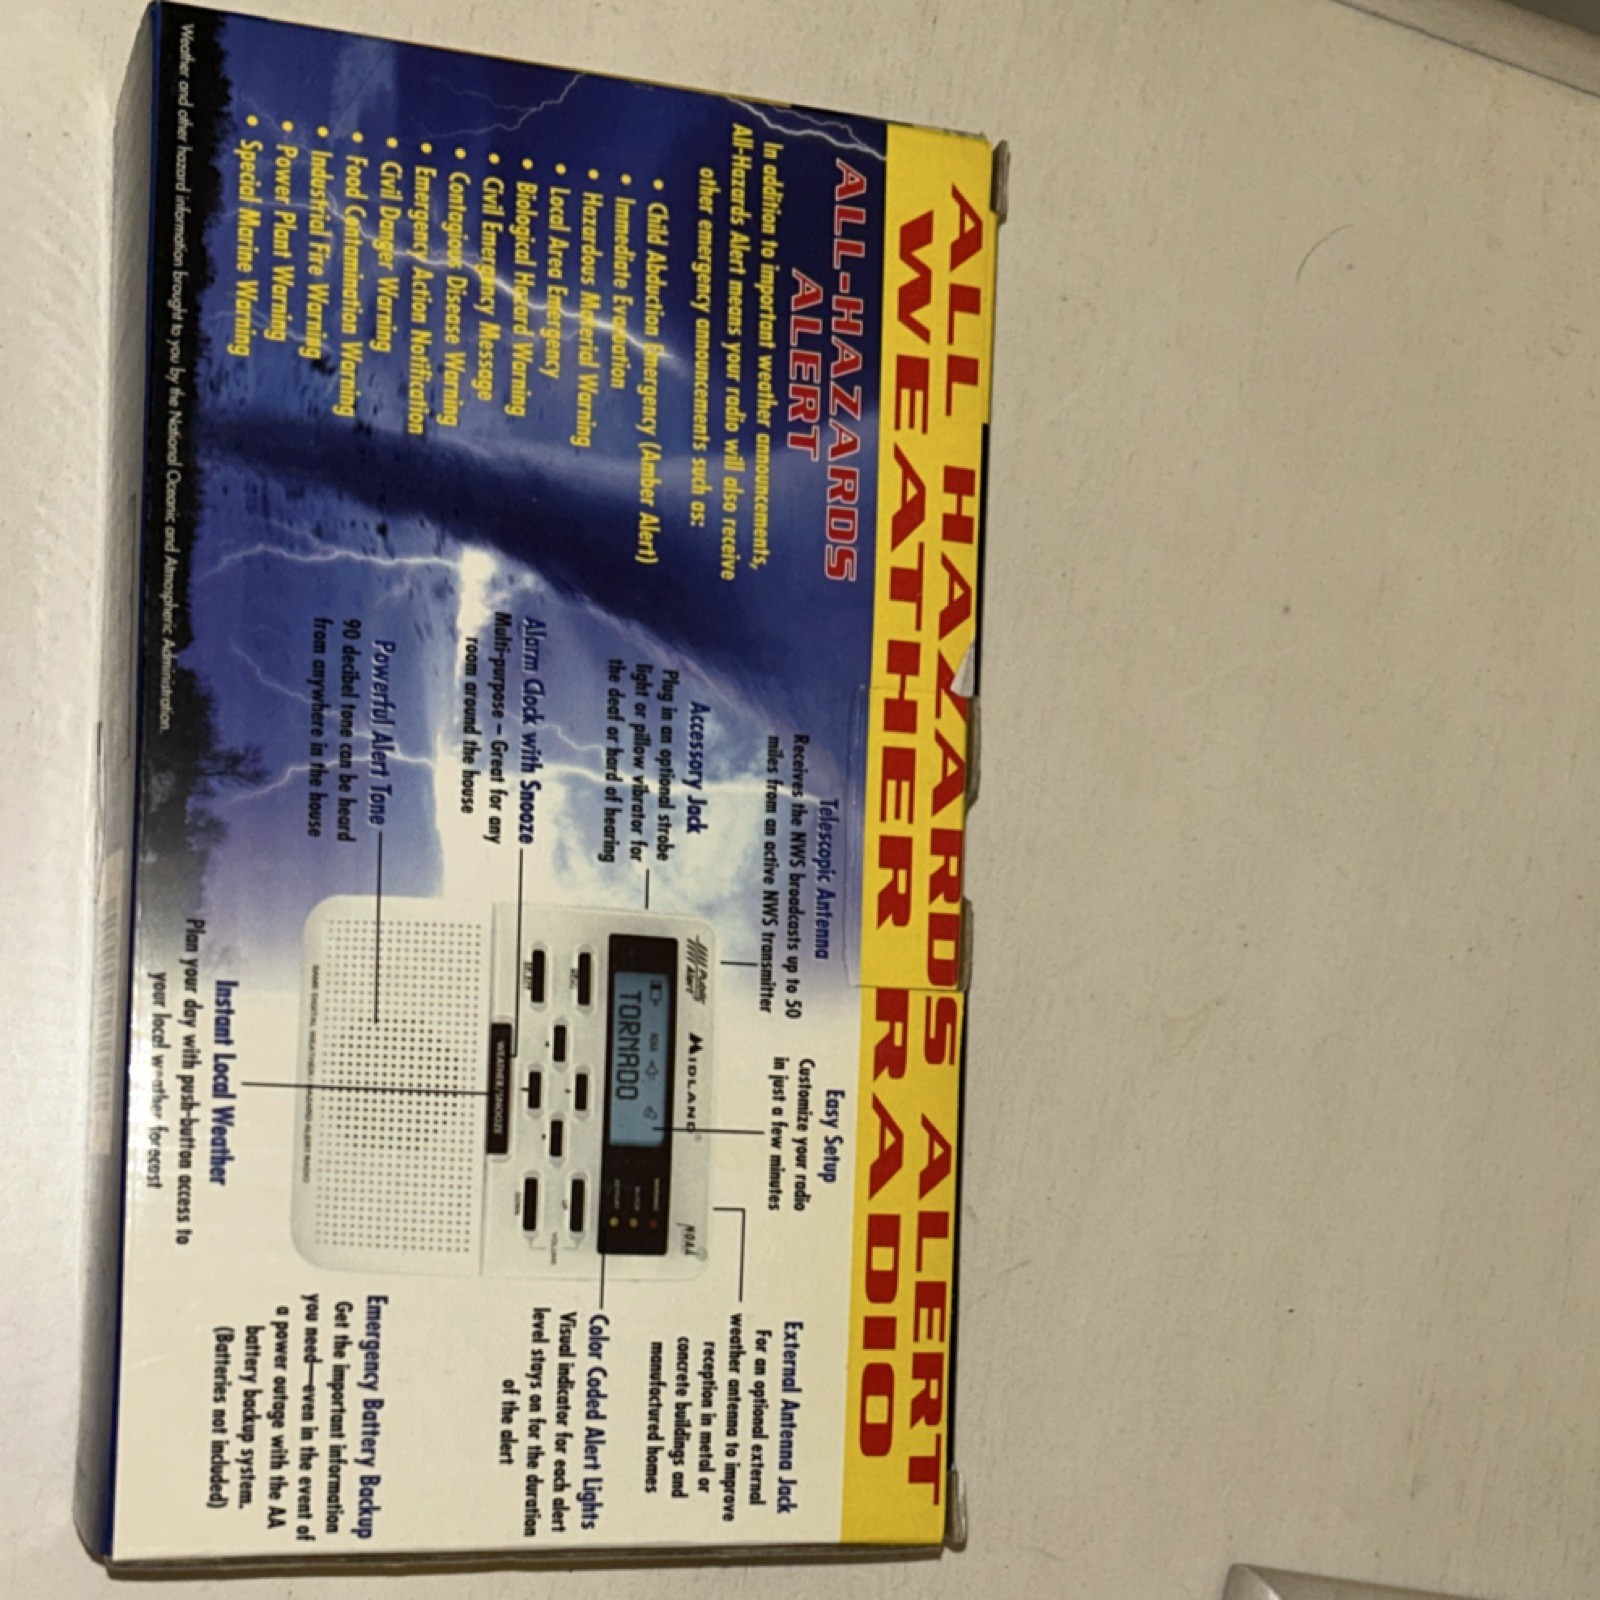 ALL HAZARDS ALERT
WEATHER RADIO
ALL-HAZARDS
ALERT
In addition to important weather announcements,
All-Hazards Alert means your radio will also receive
other emergency announcements such as:
• Child Abduction Emergency (Amber Alert)
• Immediate Evacuation
• Hazardous Material Warning
• Local Area Emergency
• Biological Hazard Warning
• Civil Emergency Message
• Contagious Disease Warning
• Emergency Action Notification
• Civil Danger Warning
• Food Contamination Warning
• Industrial Fire Warning
• Power Plant Warning
• Special Marine Warning
Weather and other hazard information brought to you by the National Oceanic and Atmospheric Administration.
Telescopic Antenna
Receives the NWS broadcasts up to 50
miles from an active NWS transmitter
Accessory Jack
Plug in an optional strobe
light or pillow vibrator for
the deaf or hard of hearing
Alarm Clock with Snooze
Multi-purpose – Great for any
room around the house
Powerful Alert Tone
90 decibel tone can be heard
from anywhere in the house
Easy Setup
Customize your radio
in just a few minutes
External Antenna Jack
For an optional external
weather antenna to improve
reception in metal or
concrete buildings and
manufactured homes
Color Coded Alert Lights
Visual indicator for each alert
level stays on for the duration
of the alert
Emergency Battery Backup
Get the important information
you need—even in the event of
a power outage with the AA
battery backup system.
(Batteries not included)
Instant Local Weather
Plan your day with push-button access to
your local weather forecast
MIDLAND®
NOAA
TORNADO
UP
VOLUME
WEATHER/SNOOZE